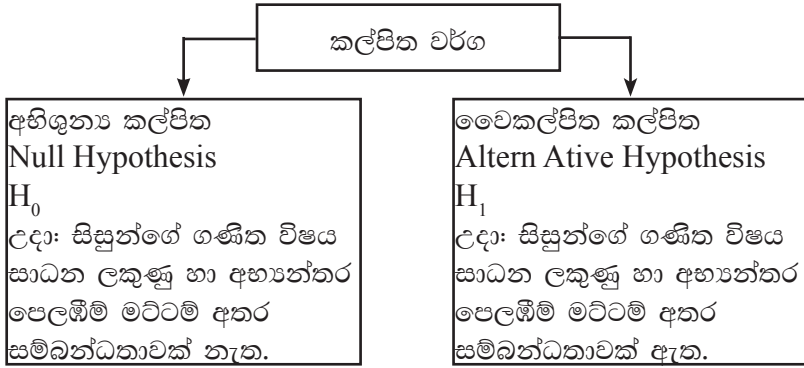 කල්පිත වර්ග
අභිශුන්‍ය කල්පිත
Null Hypothesis
H₀
උදා: සිසුන්ගේ ගණිත විෂය
සාධන ලකුණු හා අභ්‍යන්තර
පෙලඹීම් මට්ටම් අතර
සම්බන්ධතාවක් නැත.
වෛකල්පිත කල්පිත
Altern Ative Hypothesis
H₁
උදා: සිසුන්ගේ ගණිත විෂය
සාධන ලකුණු හා අභ්‍යන්තර
පෙලඹීම් මට්ටම් අතර
සම්බන්ධතාවක් ඇත.